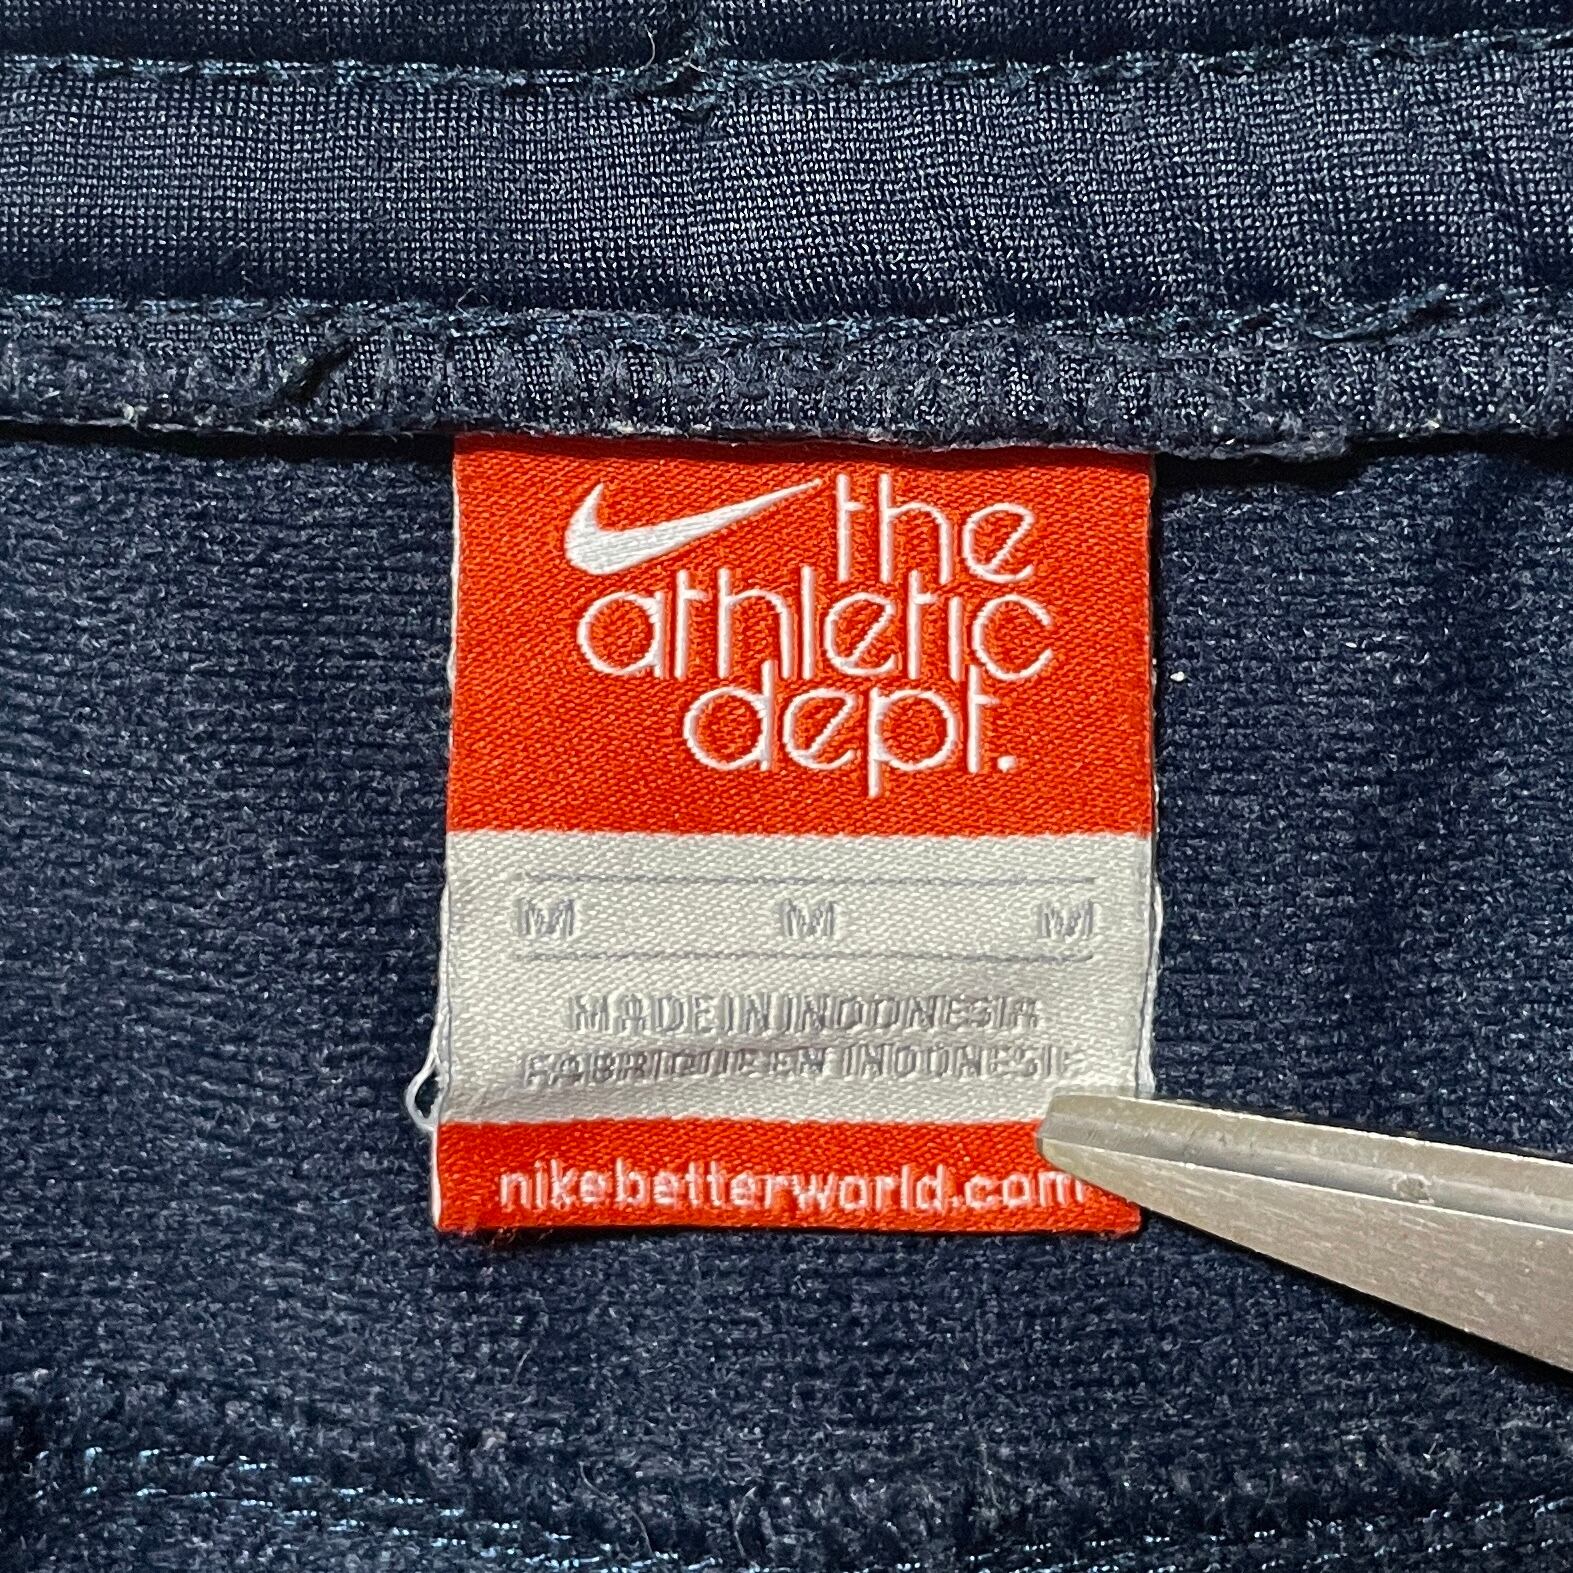 the
athletic
dept.
M M M
MADE IN INDONESIA
FABRIQUE EN INDONESIE
nikebetterworld.com